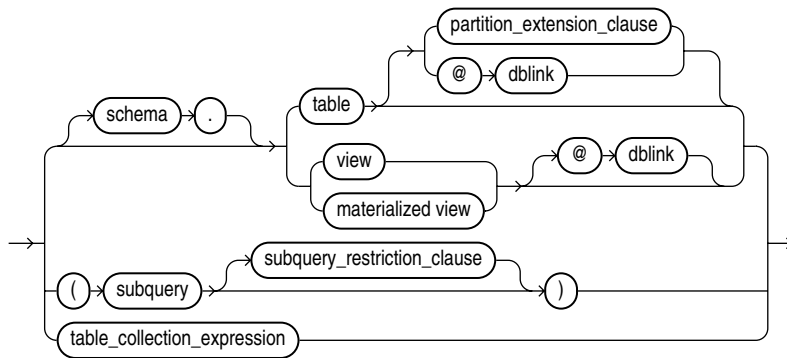 partition_extension_clause
@ dblink
table
schema .
view
@ dblink
materialized view
subquery_restriction_clause
( subquery )
table_collection_expression